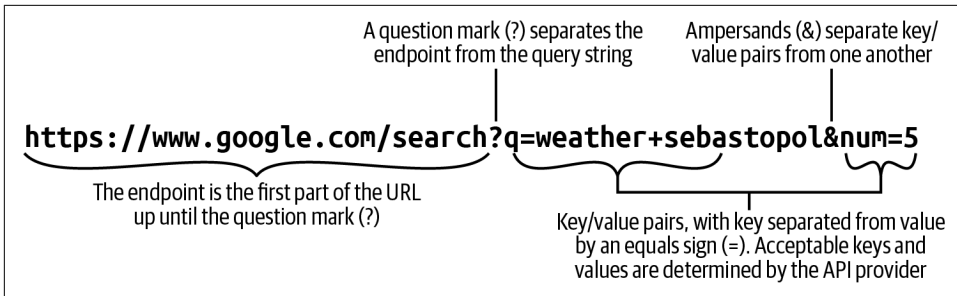 A question mark (?) separates the
endpoint from the query string
Ampersands (&) separate key/
value pairs from one another
https://www.google.com/search?q=weather+sebastopol&num=5
The endpoint is the first part of the URL
up until the question mark (?)
Key/value pairs, with key separated from value
by an equals sign (=). Acceptable keys and
values are determined by the API provider